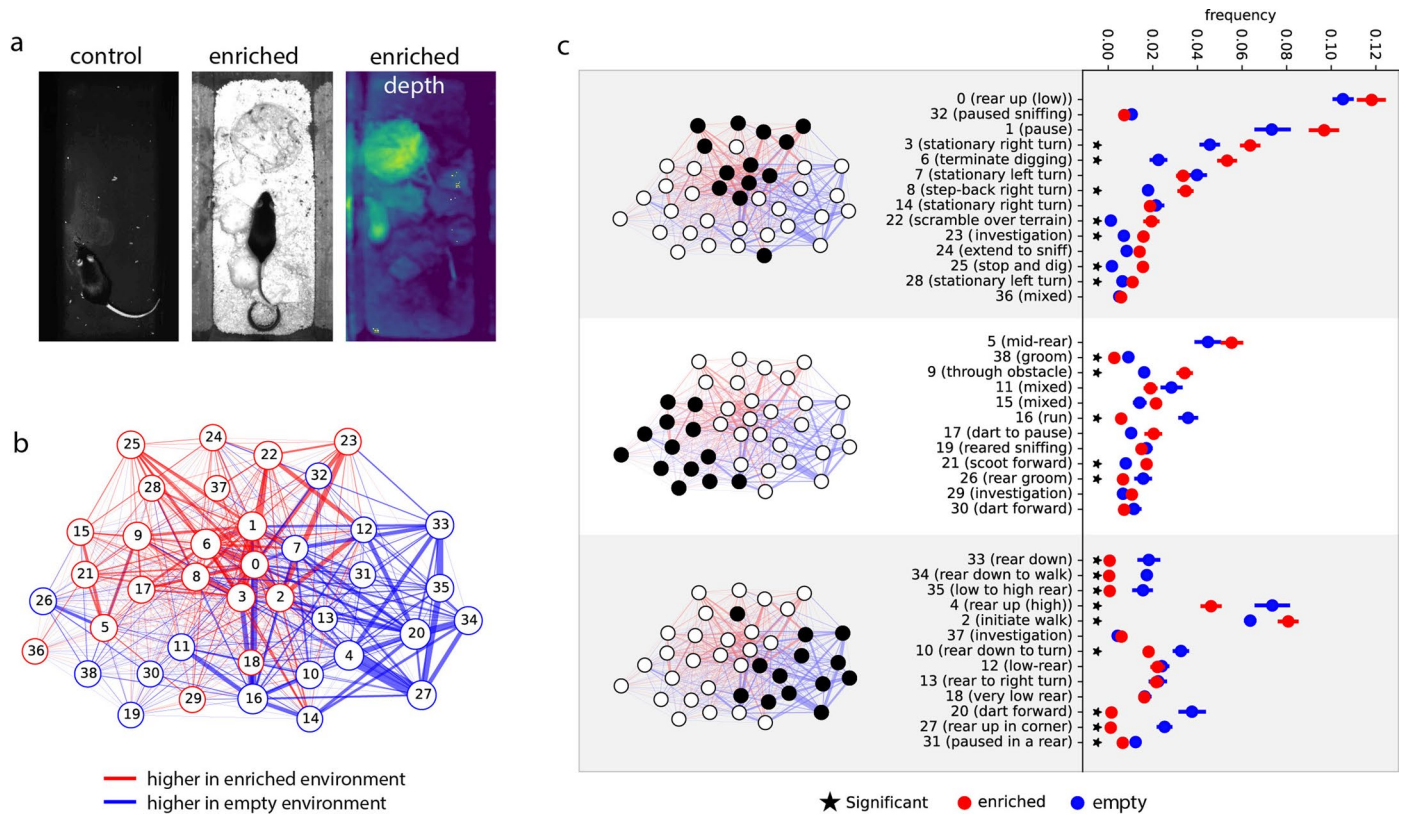 a
control
enriched
enriched
depth
b
25
24
23
22
32
28
37
15
9
1
12
33
6
7
0
21
8
31
35
17
3
2
26
13
34
5
20
36
11
4
18
38
30
10
27
29
16
19
14
higher in enriched environment
higher in empty environment
c
frequency
0.00
0.02
0.04
0.06
0.08
0.10
0.12
0 (rear up (low))
32 (paused sniffing)
1 (pause)
3 (stationary right turn)
6 (terminate digging)
7 (stationary left turn)
8 (step-back right turn)
14 (stationary right turn)
22 (scramble over terrain)
23 (investigation)
24 (extend to sniff)
25 (stop and dig)
28 (stationary left turn)
36 (mixed)
5 (mid-rear)
38 (groom)
9 (through obstacle)
11 (mixed)
15 (mixed)
16 (run)
17 (dart to pause)
19 (reared sniffing)
21 (scoot forward)
26 (rear groom)
29 (investigation)
30 (dart forward)
33 (rear down)
34 (rear down to walk)
35 (low to high rear)
4 (rear up (high))
2 (initiate walk)
37 (investigation)
10 (rear down to turn)
12 (low-rear)
13 (rear to right turn)
18 (very low rear)
20 (dart forward)
27 (rear up in corner)
31 (paused in a rear)
Significant
enriched
empty